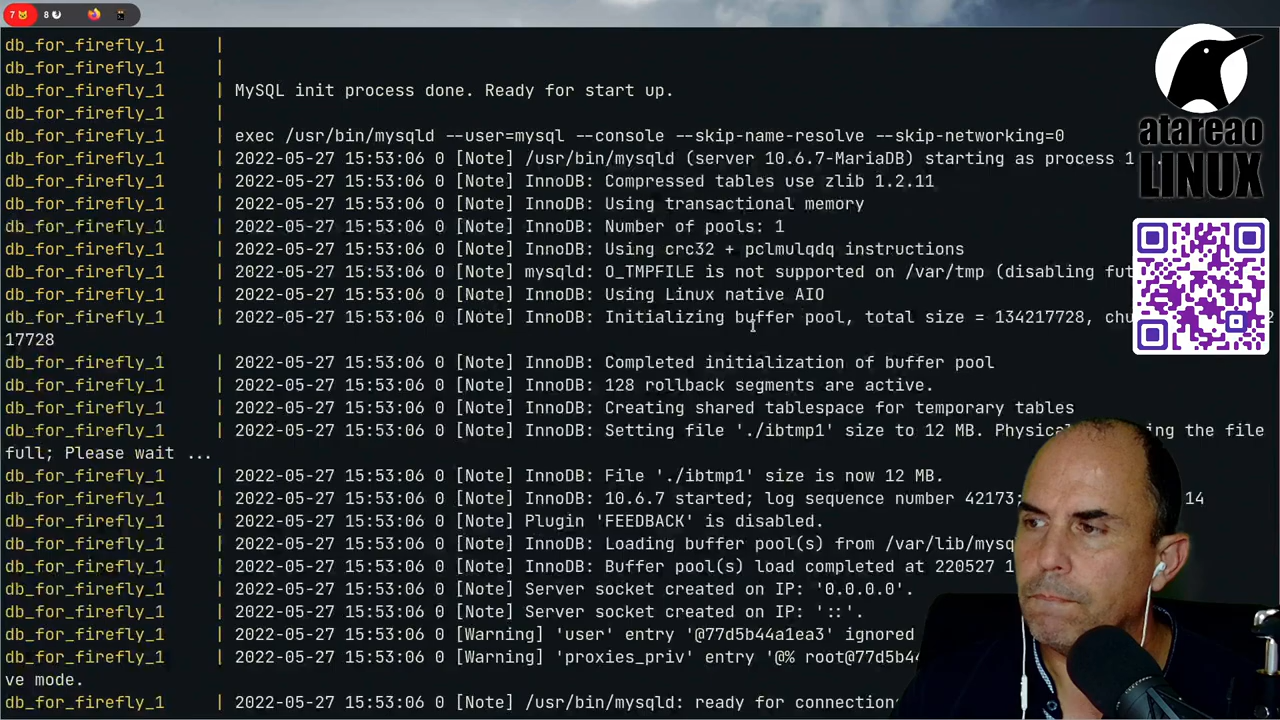 7 8
db_for_firefly_1 |
db_for_firefly_1 |
db_for_firefly_1 | MySQL init process done. Ready for start up.
db_for_firefly_1 |
db_for_firefly_1 | exec /usr/bin/mysqld --user=mysql --console --skip-name-resolve --skip-networking=0
db_for_firefly_1 | 2022-05-27 15:53:06 0 [Note] /usr/bin/mysqld (server 10.6.7-MariaDB) starting as process 1
db_for_firefly_1 | 2022-05-27 15:53:06 0 [Note] InnoDB: Compressed tables use zlib 1.2.11
db_for_firefly_1 | 2022-05-27 15:53:06 0 [Note] InnoDB: Using transactional memory
db_for_firefly_1 | 2022-05-27 15:53:06 0 [Note] InnoDB: Number of pools: 1
db_for_firefly_1 | 2022-05-27 15:53:06 0 [Note] InnoDB: Using crc32 + pclmulqdq instructions
db_for_firefly_1 | 2022-05-27 15:53:06 0 [Note] mysqld: O_TMPFILE is not supported on /var/tmp (disabling fut
db_for_firefly_1 | 2022-05-27 15:53:06 0 [Note] InnoDB: Using Linux native AIO
db_for_firefly_1 | 2022-05-27 15:53:06 0 [Note] InnoDB: Initializing buffer pool, total size = 134217728, chu
17728
db_for_firefly_1 | 2022-05-27 15:53:06 0 [Note] InnoDB: Completed initialization of buffer pool
db_for_firefly_1 | 2022-05-27 15:53:06 0 [Note] InnoDB: 128 rollback segments are active.
db_for_firefly_1 | 2022-05-27 15:53:06 0 [Note] InnoDB: Creating shared tablespace for temporary tables
db_for_firefly_1 | 2022-05-27 15:53:06 0 [Note] InnoDB: Setting file './ibtmp1' size to 12 MB. Physical the file
full; Please wait ...
db_for_firefly_1 | 2022-05-27 15:53:06 0 [Note] InnoDB: File './ibtmp1' size is now 12 MB.
db_for_firefly_1 | 2022-05-27 15:53:06 0 [Note] InnoDB: 10.6.7 started; log sequence number 42173 14
db_for_firefly_1 | 2022-05-27 15:53:06 0 [Note] Plugin 'FEEDBACK' is disabled.
db_for_firefly_1 | 2022-05-27 15:53:06 0 [Note] InnoDB: Loading buffer pool(s) from /var/lib/mysq
db_for_firefly_1 | 2022-05-27 15:53:06 0 [Note] InnoDB: Buffer pool(s) load completed at 220527 1
db_for_firefly_1 | 2022-05-27 15:53:06 0 [Note] Server socket created on IP: '0.0.0.0'.
db_for_firefly_1 | 2022-05-27 15:53:06 0 [Note] Server socket created on IP: '::'.
db_for_firefly_1 | 2022-05-27 15:53:06 0 [Warning] 'user' entry '@77d5b44a1ea3' ignored
db_for_firefly_1 | 2022-05-27 15:53:06 0 [Warning] 'proxies_priv' entry '@% root@77d5b4
ve mode.
db_for_firefly_1 | 2022-05-27 15:53:06 0 [Note] /usr/bin/mysqld: ready for connection
atareao
LINUX